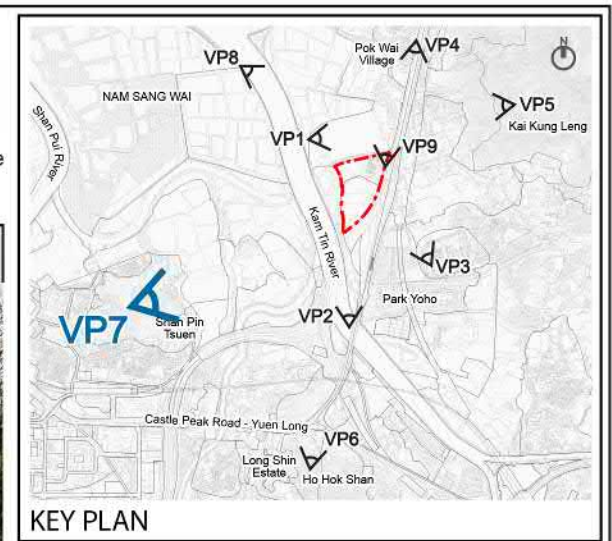 N
VP8
Pok Wai
Village
VP4
NAM SANG WAI
VP5
Kai Kung Leng
Shan Pui River
VP1
VP9
Kam Tin River
VP3
VP7
Shan Pin
Tsuen
VP2
Park Yoho
Castle Peak Road - Yuen Long
VP6
Long Shin
Estate
Ho Hok Shan
KEY PLAN